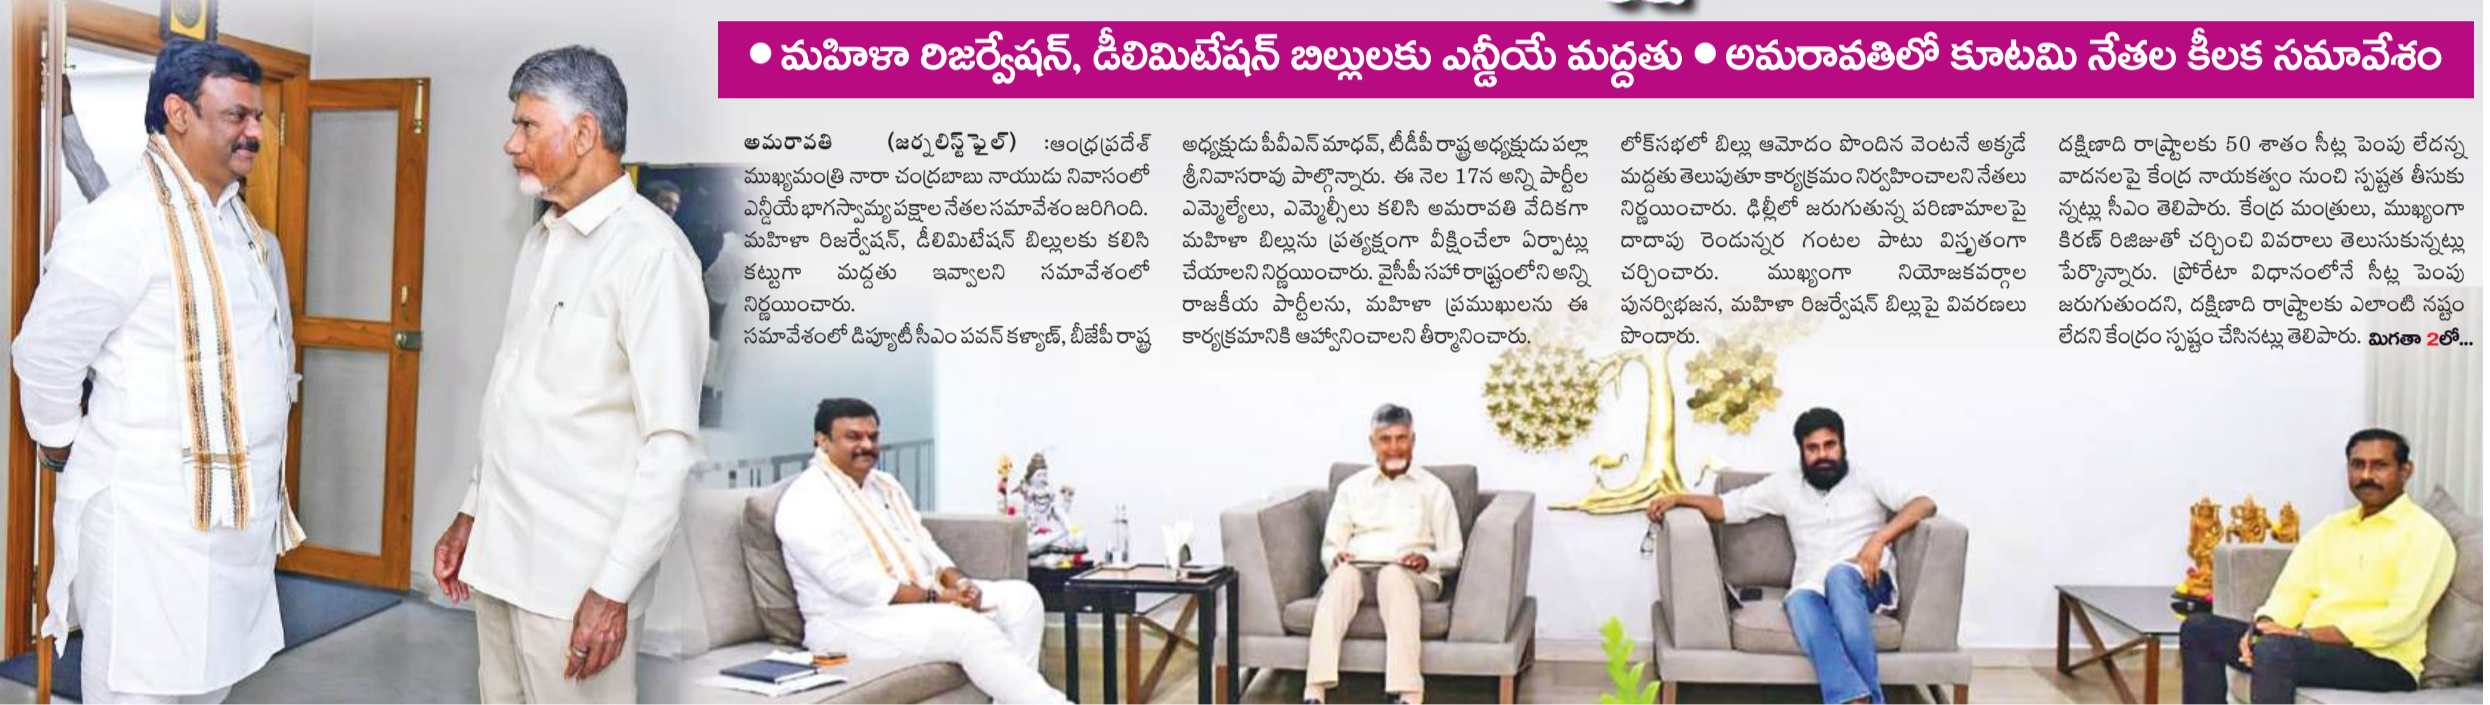 ● మహిళా రిజర్వేషన్, డీలిమిటేషన్ బిల్లులకు ఎన్డీయే మద్దతు ● అమరావతిలో కూటమి నేతల కీలక సమావేశం
అమరావతి (జర్నలిస్ట్ ఫైల్) :ఆంధ్రప్రదేశ్
ముఖ్యమంత్రి నారా చంద్రబాబు నాయుడు నివాసంలో
ఎన్డీయే భాగస్వామ్య పక్షాల నేతల సమావేశం జరిగింది.
మహిళా రిజర్వేషన్, డీలిమిటేషన్ బిల్లులకు కలిసి
కట్టుగా మద్దతు ఇవ్వాలని సమావేశంలో
నిర్ణయించారు.
సమావేశంలో డిప్యూటీ సీఎం పవన్ కళ్యాణ్, బీజేపీ రాష్ట్ర
అధ్యక్షుడు పీవీఎన్ మాధవ్, టీడీపీ రాష్ట్ర అధ్యక్షుడు పల్లా
శ్రీనివాసరావు పాల్గొన్నారు. ఈ నెల 17న అన్ని పార్టీల
ఎమ్మెల్యేలు, ఎమ్మెల్సీలు కలిసి అమరావతి వేదికగా
మహిళా బిల్లును ప్రత్యక్షంగా వీక్షించేలా ఏర్పాట్లు
చేయాలని నిర్ణయించారు. వైసీపీ సహా రాష్ట్రంలోని అన్ని
రాజకీయ పార్టీలను, మహిళా ప్రముఖులను ఈ
కార్యక్రమానికి ఆహ్వానించాలని తీర్మానించారు.
లోక్‌సభలో బిల్లు ఆమోదం పొందిన వెంటనే అక్కడే
మద్దతు తెలుపుతూ కార్యక్రమం నిర్వహించాలని నేతలు
నిర్ణయించారు. ఢిల్లీలో జరుగుతున్న పరిణామాలపై
దాదాపు రెండున్నర గంటల పాటు విస్తృతంగా
చర్చించారు. ముఖ్యంగా నియోజకవర్గాల
పునర్విభజన, మహిళా రిజర్వేషన్ బిల్లుపై వివరణలు
పొందారు.
దక్షిణాది రాష్ట్రాలకు 50 శాతం సీట్ల పెంపు లేదన్న
వాదనలపై కేంద్ర నాయకత్వం నుంచి స్పష్టత తీసుకు
న్నట్లు సీఎం తెలిపారు. కేంద్ర మంత్రులు, ముఖ్యంగా
కిరణ్ రిజిజుతో చర్చించి వివరాలు తెలుసుకున్నట్లు
పేర్కొన్నారు. ప్రోరేటా విధానంలోనే సీట్ల పెంపు
జరుగుతుందని, దక్షిణాది రాష్ట్రాలకు ఎలాంటి నష్టం
లేదని కేంద్రం స్పష్టం చేసినట్లు తెలిపారు. మిగతా 2లో...